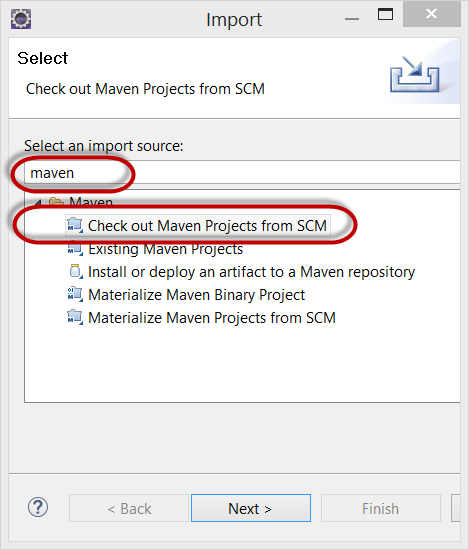 Import
Select
Check out Maven Projects from SCM
Select an import source:
maven
Maven
Check out Maven Projects from SCM
Existing Maven Projects
Install or deploy an artifact to a Maven repository
Materialize Maven Binary Project
Materialize Maven Projects from SCM
? < Back Next > Finish